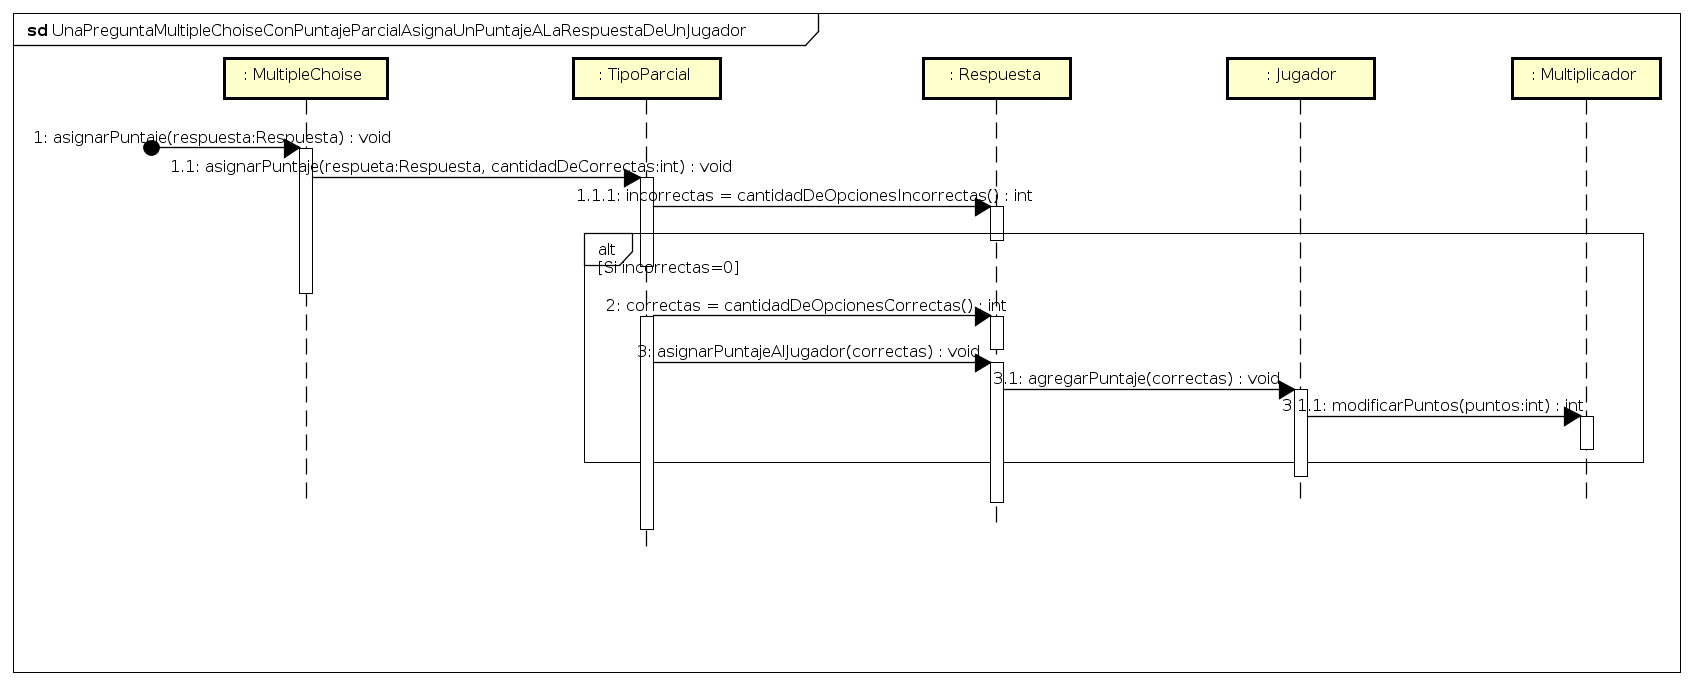 sd UnaPreguntaMultipleChoiseConPuntajeParcialAsignaUnPuntajeALaRespuestaDeUnJugador
: MultipleChoise
: TipoParcial
: Respuesta
: Jugador
: Multiplicador
1: asignarPuntaje(respuesta:Respuesta) : void
1.1: asignarPuntaje(respueta:Respuesta, cantidadDeCorrectas:int) : void
1.1.1: incorrectas = cantidadDeOpcionesIncorrectas() : int
alt
[Si incorrectas=0]
2: correctas = cantidadDeOpcionesCorrectas() : int
3: asignarPuntajeAlJugador(correctas) : void
3.1: agregarPuntaje(correctas) : void
3.1.1: modificarPuntos(puntos:int) : int